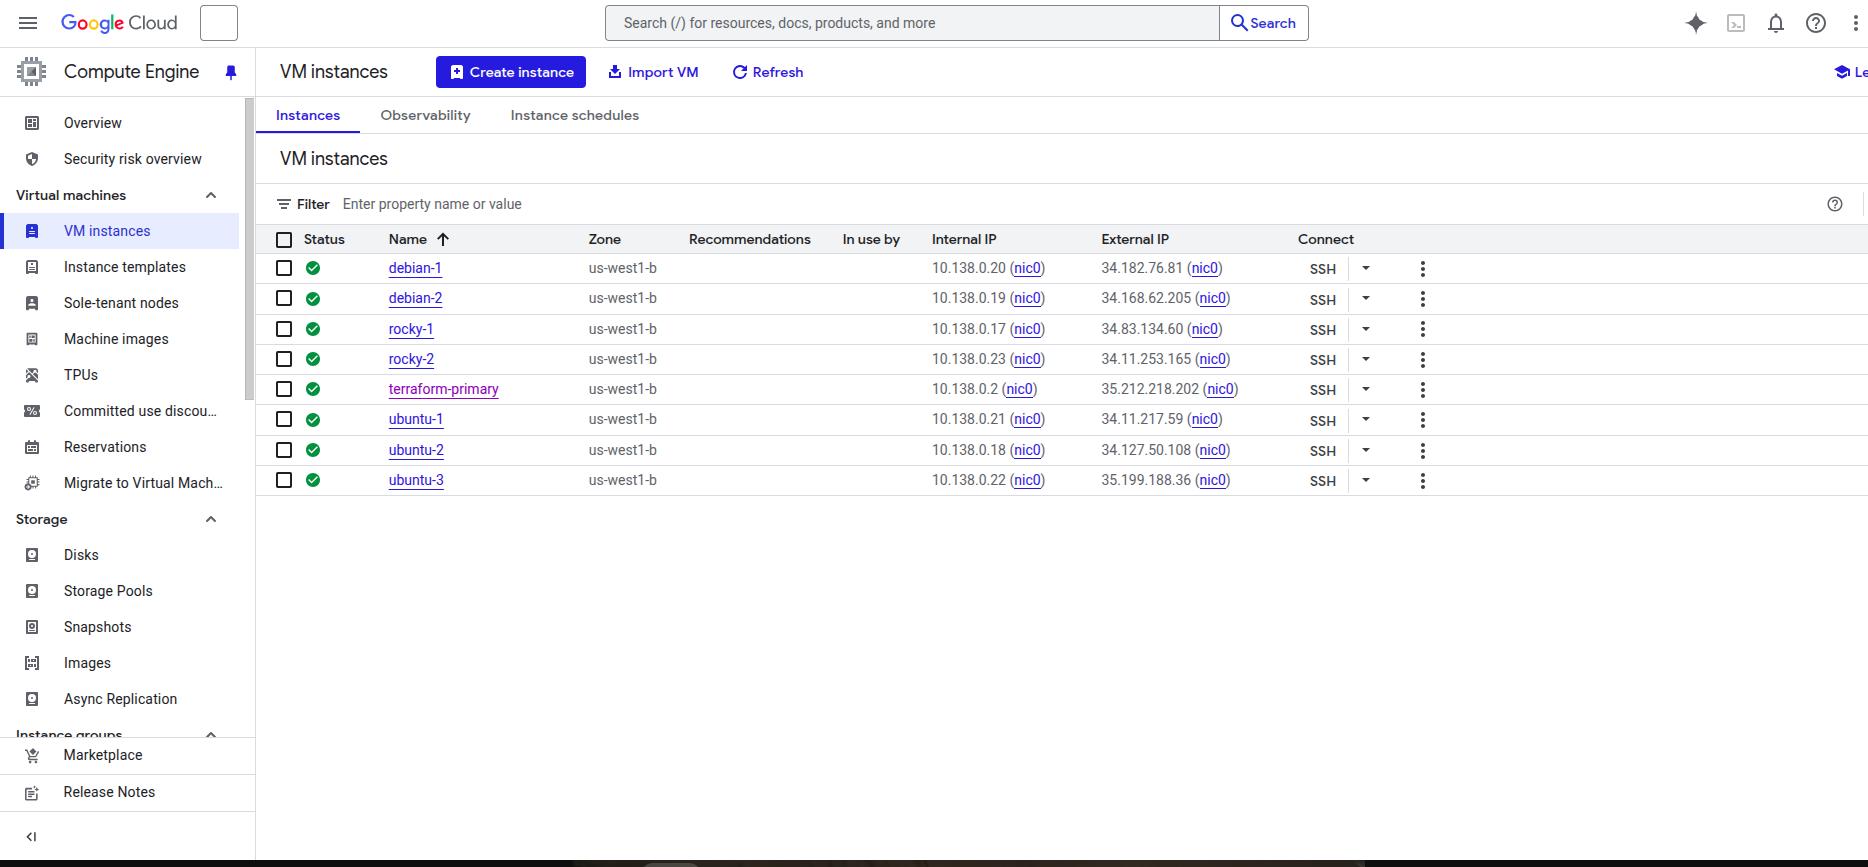 Google Cloud
Search (/) for resources, docs, products, and more
Search
Compute Engine
VM instances
Create instance
Import VM
Refresh
Le
Overview
Security risk overview
Virtual machines
VM instances
Instance templates
Sole-tenant nodes
Machine images
TPUs
Committed use discou...
Reservations
Migrate to Virtual Mach...
Storage
Disks
Storage Pools
Snapshots
Images
Async Replication
Instance groups
Marketplace
Release Notes
Instances Observability Instance schedules
VM instances
Filter Enter property name or value
Status Name Zone Recommendations In use by Internal IP External IP Connect
debian-1 us-west1-b 10.138.0.20 (nic0) 34.182.76.81 (nic0) SSH
debian-2 us-west1-b 10.138.0.19 (nic0) 34.168.62.205 (nic0) SSH
rocky-1 us-west1-b 10.138.0.17 (nic0) 34.83.134.60 (nic0) SSH
rocky-2 us-west1-b 10.138.0.23 (nic0) 34.11.253.165 (nic0) SSH
terraform-primary us-west1-b 10.138.0.2 (nic0) 35.212.218.202 (nic0) SSH
ubuntu-1 us-west1-b 10.138.0.21 (nic0) 34.11.217.59 (nic0) SSH
ubuntu-2 us-west1-b 10.138.0.18 (nic0) 34.127.50.108 (nic0) SSH
ubuntu-3 us-west1-b 10.138.0.22 (nic0) 35.199.188.36 (nic0) SSH